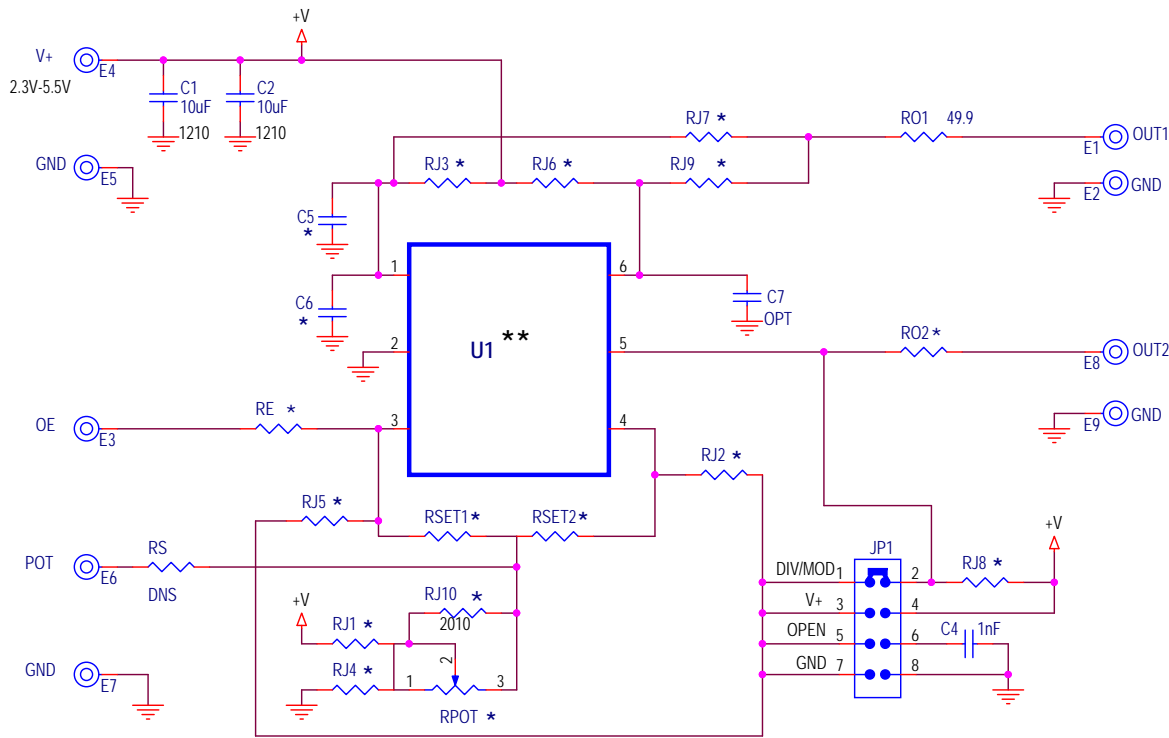 +V
V+
E4
2.3V-5.5V
C1
10uF
1210
C2
10uF
1210
GND
E5
RJ7 *
RO1 49.9
OUT1
E1
RJ3 *
RJ6 *
RJ9 *
GND
E2
C5
*
1
6
C6
*
C7
OPT
U1 **
2
5
RO2 *
OUT2
E8
OE
E3
RE *
3
4
GND
E9
RJ2 *
RJ5 *
RSET1 *
RSET2 *
+V
JP1
POT
E6
RS
DNS
DIV/MOD 1
2
RJ8 *
+V
RJ10 *
2010
V+ 3
4
RJ1 *
OPEN 5
6
C4 1nF
2
GND
E7
RJ4 *
1
3
GND 7
8
RPOT *